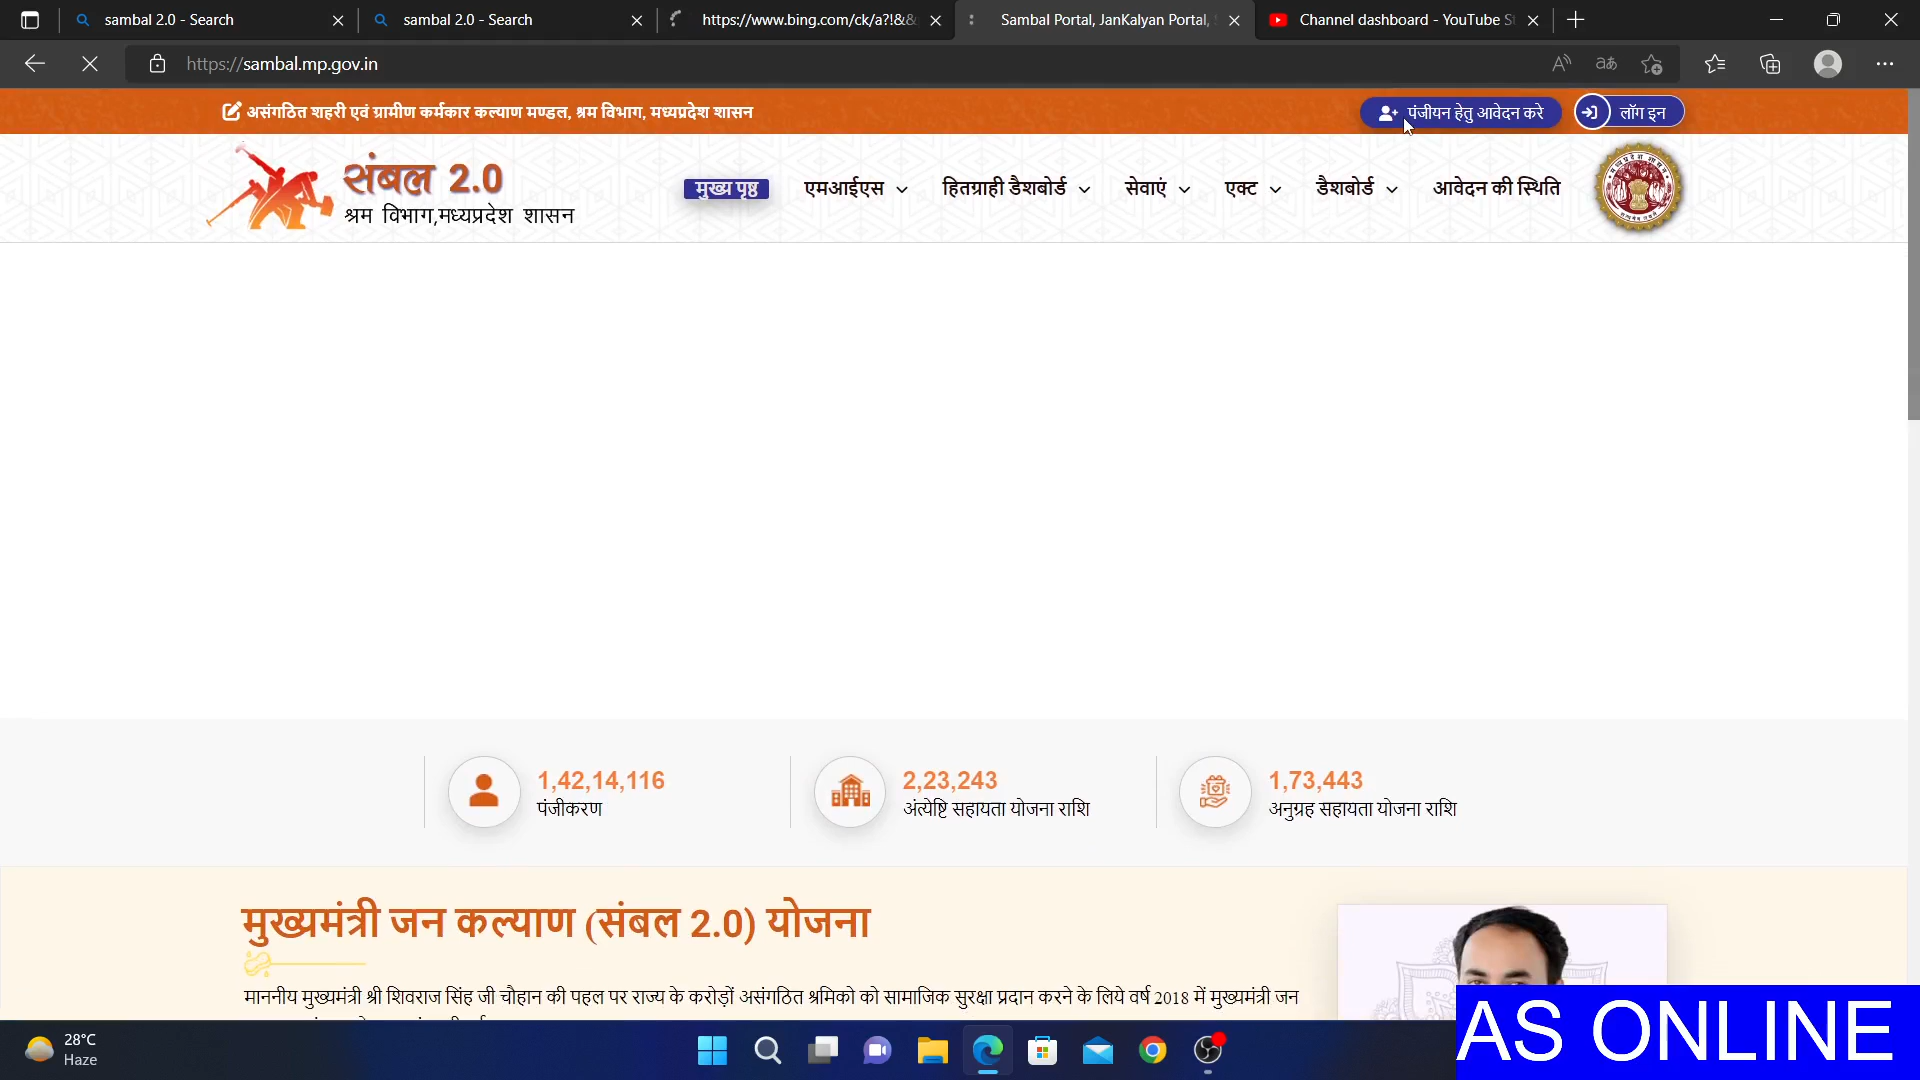 sambal 2.0 - Search
sambal 2.0 - Search
https://www.bing.com/ck/a?!&&
Sambal Portal, JanKalyan Portal,
Channel dashboard - YouTube
https://sambal.mp.gov.in
असंगठित शहरी एवं ग्रामीण कर्मकार कल्याण मण्डल, श्रम विभाग, मध्यप्रदेश शासन
पंजीयन हेतु आवेदन करे
लॉग इन
संबल 2.0
श्रम विभाग,मध्यप्रदेश शासन
मुख्य पृष्ठ
एमआईएस
हितग्राही डैशबोर्ड
सेवाएं
एक्ट
डैशबोर्ड
आवेदन की स्थिति
1,42,14,116
पंजीकरण
2,23,243
अंत्येष्टि सहायता योजना राशि
1,73,443
अनुग्रह सहायता योजना राशि
मुख्यमंत्री जन कल्याण (संबल 2.0) योजना
माननीय मुख्यमंत्री श्री शिवराज सिंह जी चौहान की पहल पर राज्य के करोड़ों असंगठित श्रमिको को सामाजिक सुरक्षा प्रदान करने के लिये वर्ष 2018 में मुख्यमंत्री जन
28°C
Haze
AS ONLINE